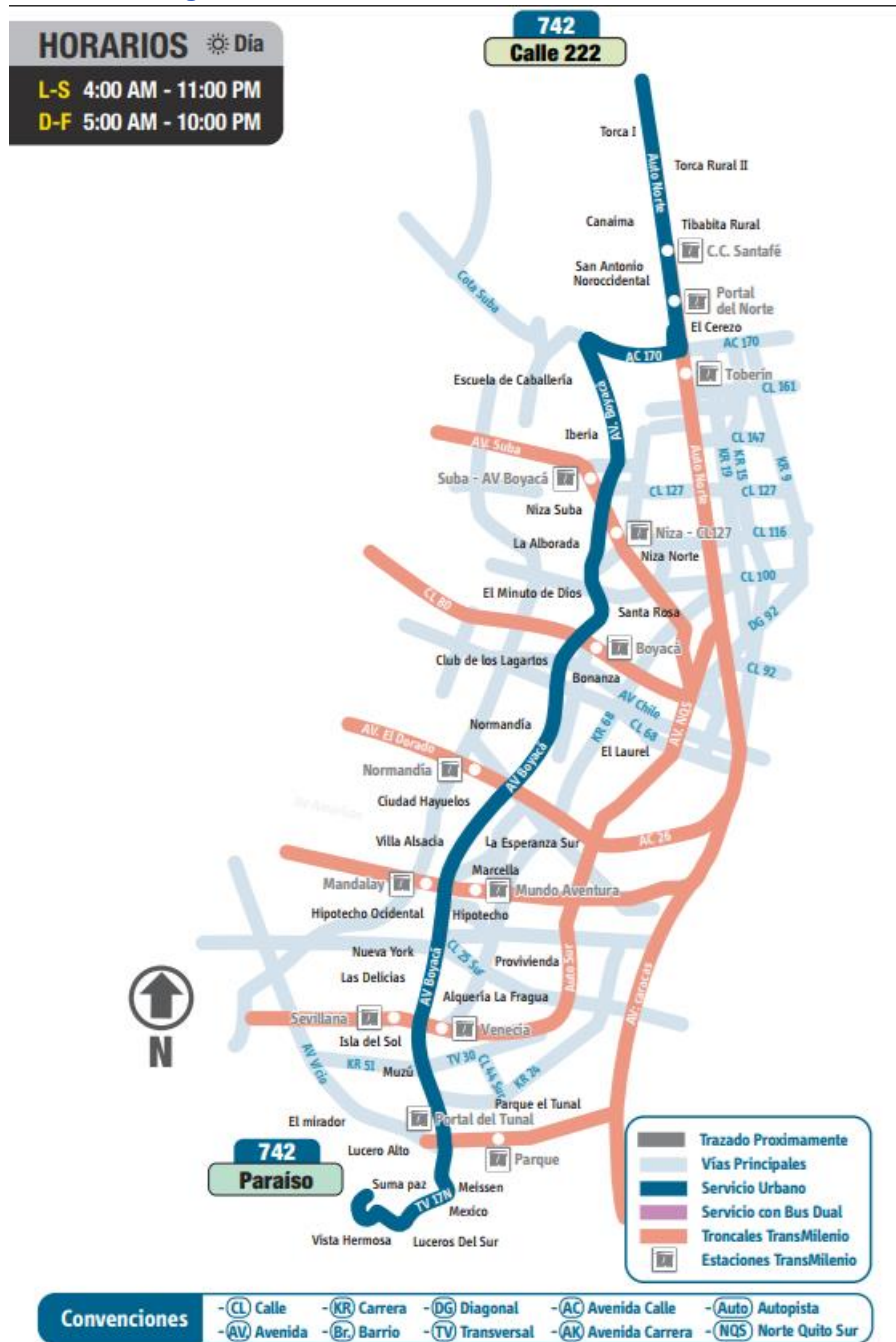 742
Calle 222
HORARIOS Día
L-S 4:00 AM - 11:00 PM
D-F 5:00 AM - 10:00 PM
Torca I
Auto Norte
Torca Rural II
Canaima
Tibabita Rural
C.C. Santafé
San Antonio
Noroccidental
Cota Suba
Portal
del Norte
El Cerezo
AC 170
AC 170
Escuela de Caballería
AV. Boyacá
Toberín
CL 161
Iberia
AV. Suba
CL 147
KR 19
KR 15
KR 9
Auto Norte
Suba - AV Boyacá
CL 127
CL 127
Niza Suba
La Alborada
Niza - CL127
CL 116
Niza Norte
CL 100
CL 80
El Minuto de Dios
Santa Rosa
DG 92
Boyacá
Club de los Lagartos
CL 92
Bonanza
AV Chile
CL 68
KR 68
AV. NQS
Normandía
El Laurel
AV. El Dorado
AV Boyacá
Normandía
Ciudad Hayuelos
Villa Alsacia
La Esperanza Sur
AC 26
Marcella
Mandalay
Mundo Aventura
Hipotecho Ocidental
Hipotecho
Nueva York
CL 26 Sur
Provivienda
Las Delicias
AV Boyacá
Auto Sur
Alquería La Fragua
AV. Caracas
Sevillana
Venecia
Isla del Sol
AV V/cio
KR 51
Muzú
TV 30
CL 44 Sur
KR 24
N
Parque el Tunal
El mirador
Portal del Tunal
742
Paraíso
Lucero Alto
Parque
Suma paz
Meissen
TV 17N
Mexico
Vista Hermosa
Luceros Del Sur
Trazado Proximamente
Vías Principales
Servicio Urbano
Servicio con Bus Dual
Troncales TransMilenio
Estaciones TransMilenio
Convenciones
-CL Calle -KR Carrera -DG Diagonal -AC Avenida Calle -Auto Autopista
-AV. Avenida -Br. Barrio -TV Transversal -AK Avenida Carrera -NQS Norte Quito Sur